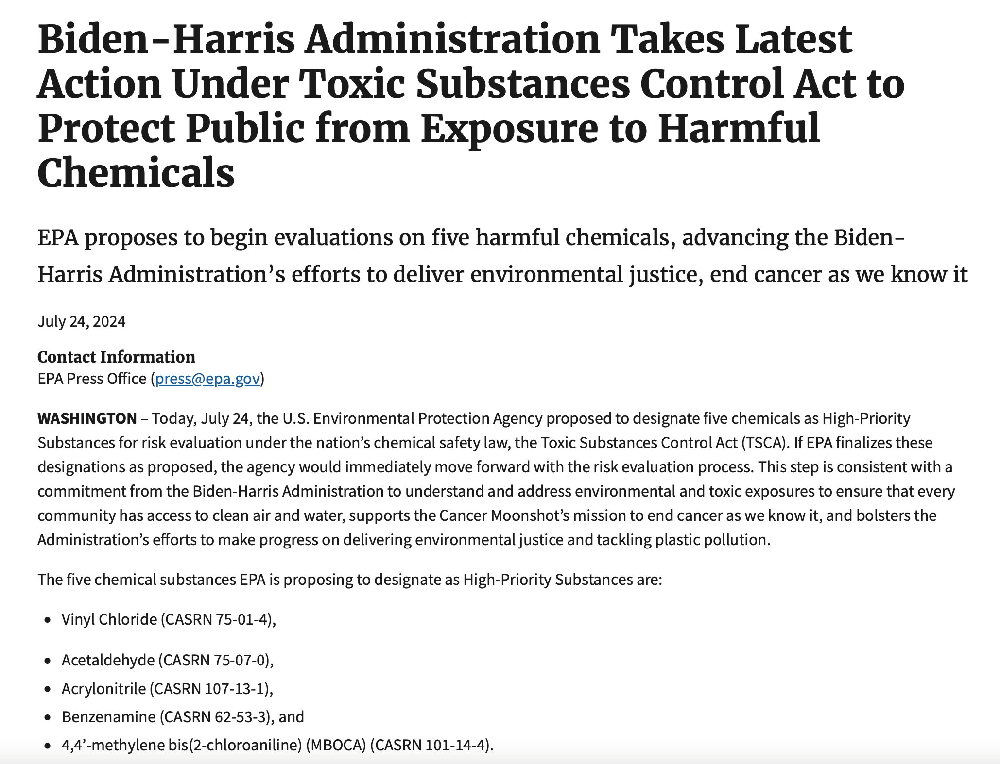 Biden-Harris Administration Takes Latest
Action Under Toxic Substances Control Act to
Protect Public from Exposure to Harmful
Chemicals
EPA proposes to begin evaluations on five harmful chemicals, advancing the Biden-
Harris Administration’s efforts to deliver environmental justice, end cancer as we know it
July 24, 2024
Contact Information
EPA Press Office (press@epa.gov)
WASHINGTON – Today, July 24, the U.S. Environmental Protection Agency proposed to designate five chemicals as High-Priority
Substances for risk evaluation under the nation’s chemical safety law, the Toxic Substances Control Act (TSCA). If EPA finalizes these
designations as proposed, the agency would immediately move forward with the risk evaluation process. This step is consistent with a
commitment from the Biden-Harris Administration to understand and address environmental and toxic exposures to ensure that every
community has access to clean air and water, supports the Cancer Moonshot’s mission to end cancer as we know it, and bolsters the
Administration’s efforts to make progress on delivering environmental justice and tackling plastic pollution.
The five chemical substances EPA is proposing to designate as High-Priority Substances are:
• Vinyl Chloride (CASRN 75-01-4),
• Acetaldehyde (CASRN 75-07-0),
• Acrylonitrile (CASRN 107-13-1),
• Benzenamine (CASRN 62-53-3), and
• 4,4’-methylene bis(2-chloroaniline) (MBOCA) (CASRN 101-14-4).